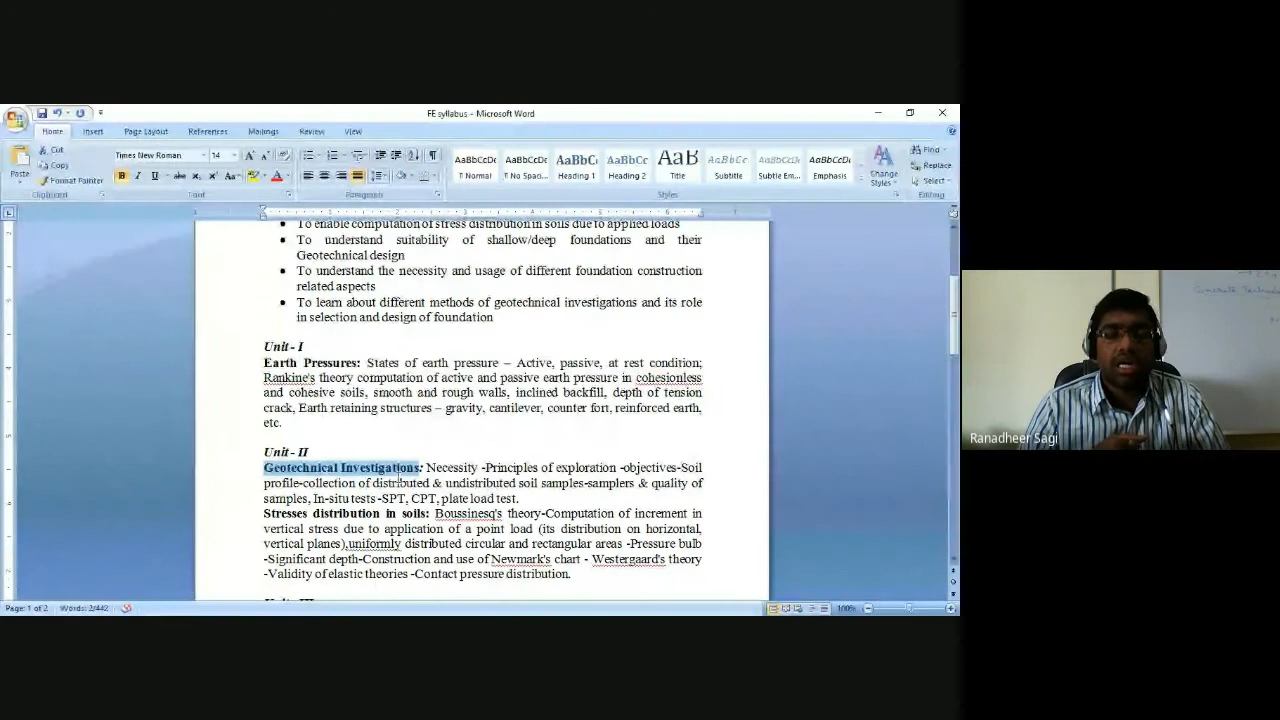 FE syllabus - Microsoft Word
Home Insert Page Layout References Mailings Review View
Cut
Copy
Format Painter
Paste
Clipboard
Times New Roman 14
Font
Paragraph
AaBbCcDc AaBbCcDc AaBbC AaBbCc AaB AaBbCcDc AaBbCcDc AaBbCcDc
¶ Normal ¶ No Spaci... Heading 1 Heading 2 Title Subtitle Subtle Em... Emphasis
Change Styles
Styles
Find
Replace
Select
Editing
• To enable computation of stress distribution in soils due to applied loads
• To understand suitability of shallow/deep foundations and their
Geotechnical design
• To understand the necessity and usage of different foundation construction
related aspects
• To learn about different methods of geotechnical investigations and its role
in selection and design of foundation
Unit - I
Earth Pressures: States of earth pressure – Active, passive, at rest condition;
Rankine's theory computation of active and passive earth pressure in cohesionless
and cohesive soils, smooth and rough walls, inclined backfill, depth of tension
crack, Earth retaining structures – gravity, cantilever, counter fort, reinforced earth,
etc.
Unit - II
Geotechnical Investigations: Necessity -Principles of exploration -objectives-Soil
profile-collection of distributed & undistributed soil samples-samplers & quality of
samples, In-situ tests -SPT, CPT, plate load test.
Stresses distribution in soils: Boussinesq's theory-Computation of increment in
vertical stress due to application of a point load (its distribution on horizontal,
vertical planes),uniformly distributed circular and rectangular areas -Pressure bulb
-Significant depth-Construction and use of Newmark's chart - Westergaard's theory
-Validity of elastic theories -Contact pressure distribution.
Page: 1 of 2 Words: 2/442
100%
Concrete
Ranadheer Sagi